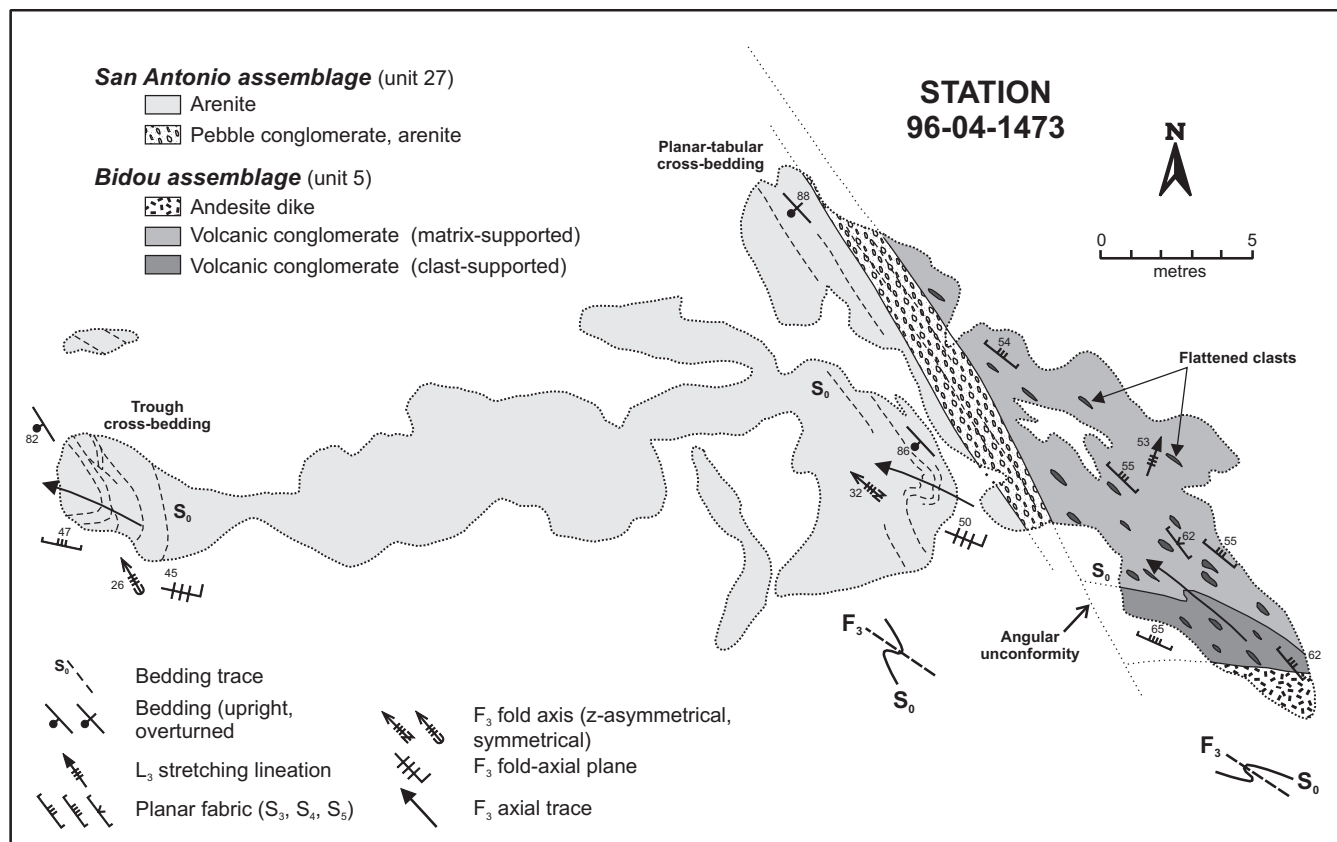 San Antonio assemblage (unit 27)
Arenite
Pebble conglomerate, arenite
Bidou assemblage (unit 5)
Andesite dike
Volcanic conglomerate (matrix-supported)
Volcanic conglomerate (clast-supported)
STATION
96-04-1473
N
0 5
metres
Planar-tabular
cross-bedding
88
54
Flattened clasts
S₀
Trough
cross-bedding
82
86
53
55
S₀
32
47
50
62
55
26
45
S₀
Angular
unconformity
65
62
F₃
S₀
F₃
S₀
S₀
Bedding trace
Bedding (upright,
overturned
L₃ stretching lineation
Planar fabric (S₃, S₄, S₅)
F₃ fold axis (z-asymmetrical,
symmetrical)
F₃ fold-axial plane
F₃ axial trace